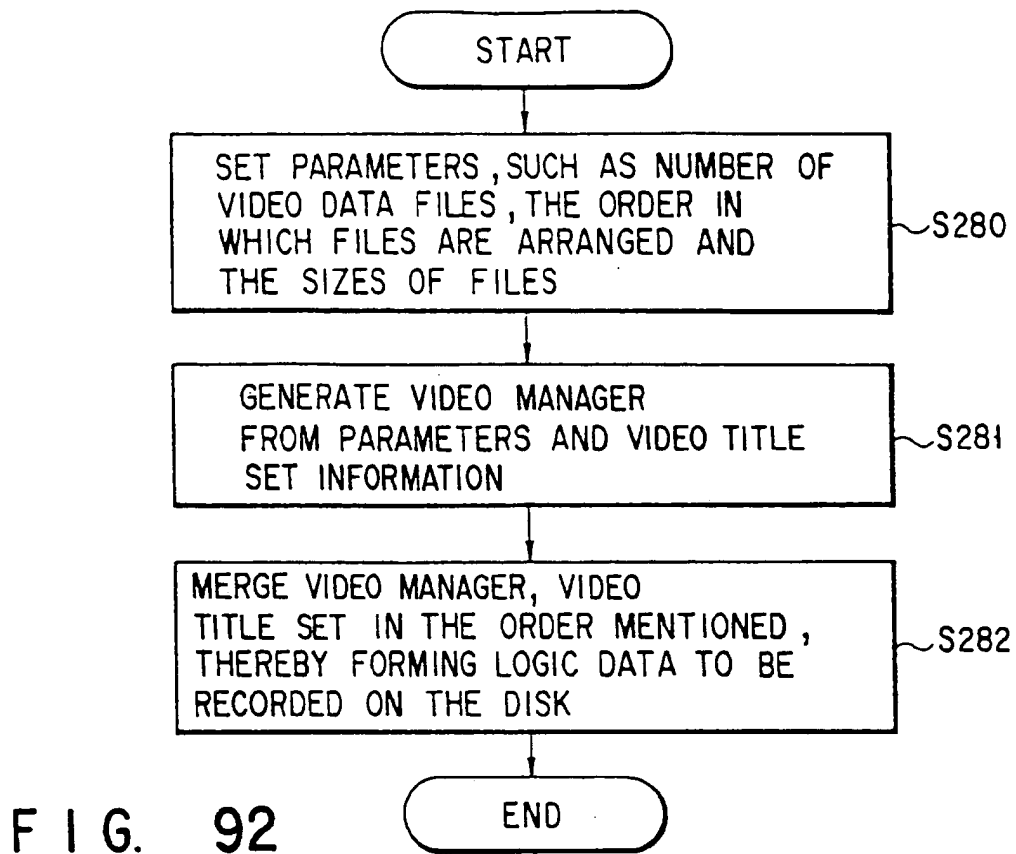 START
SET PARAMETERS, SUCH AS NUMBER OF
VIDEO DATA FILES, THE ORDER IN
WHICH FILES ARE ARRANGED AND
THE SIZES OF FILES
S280
GENERATE VIDEO MANAGER
FROM PARAMETERS AND VIDEO TITLE
SET INFORMATION
S281
MERGE VIDEO MANAGER, VIDEO
TITLE SET IN THE ORDER MENTIONED,
THEREBY FORMING LOGIC DATA TO BE
RECORDED ON THE DISK
S282
END
FIG. 92